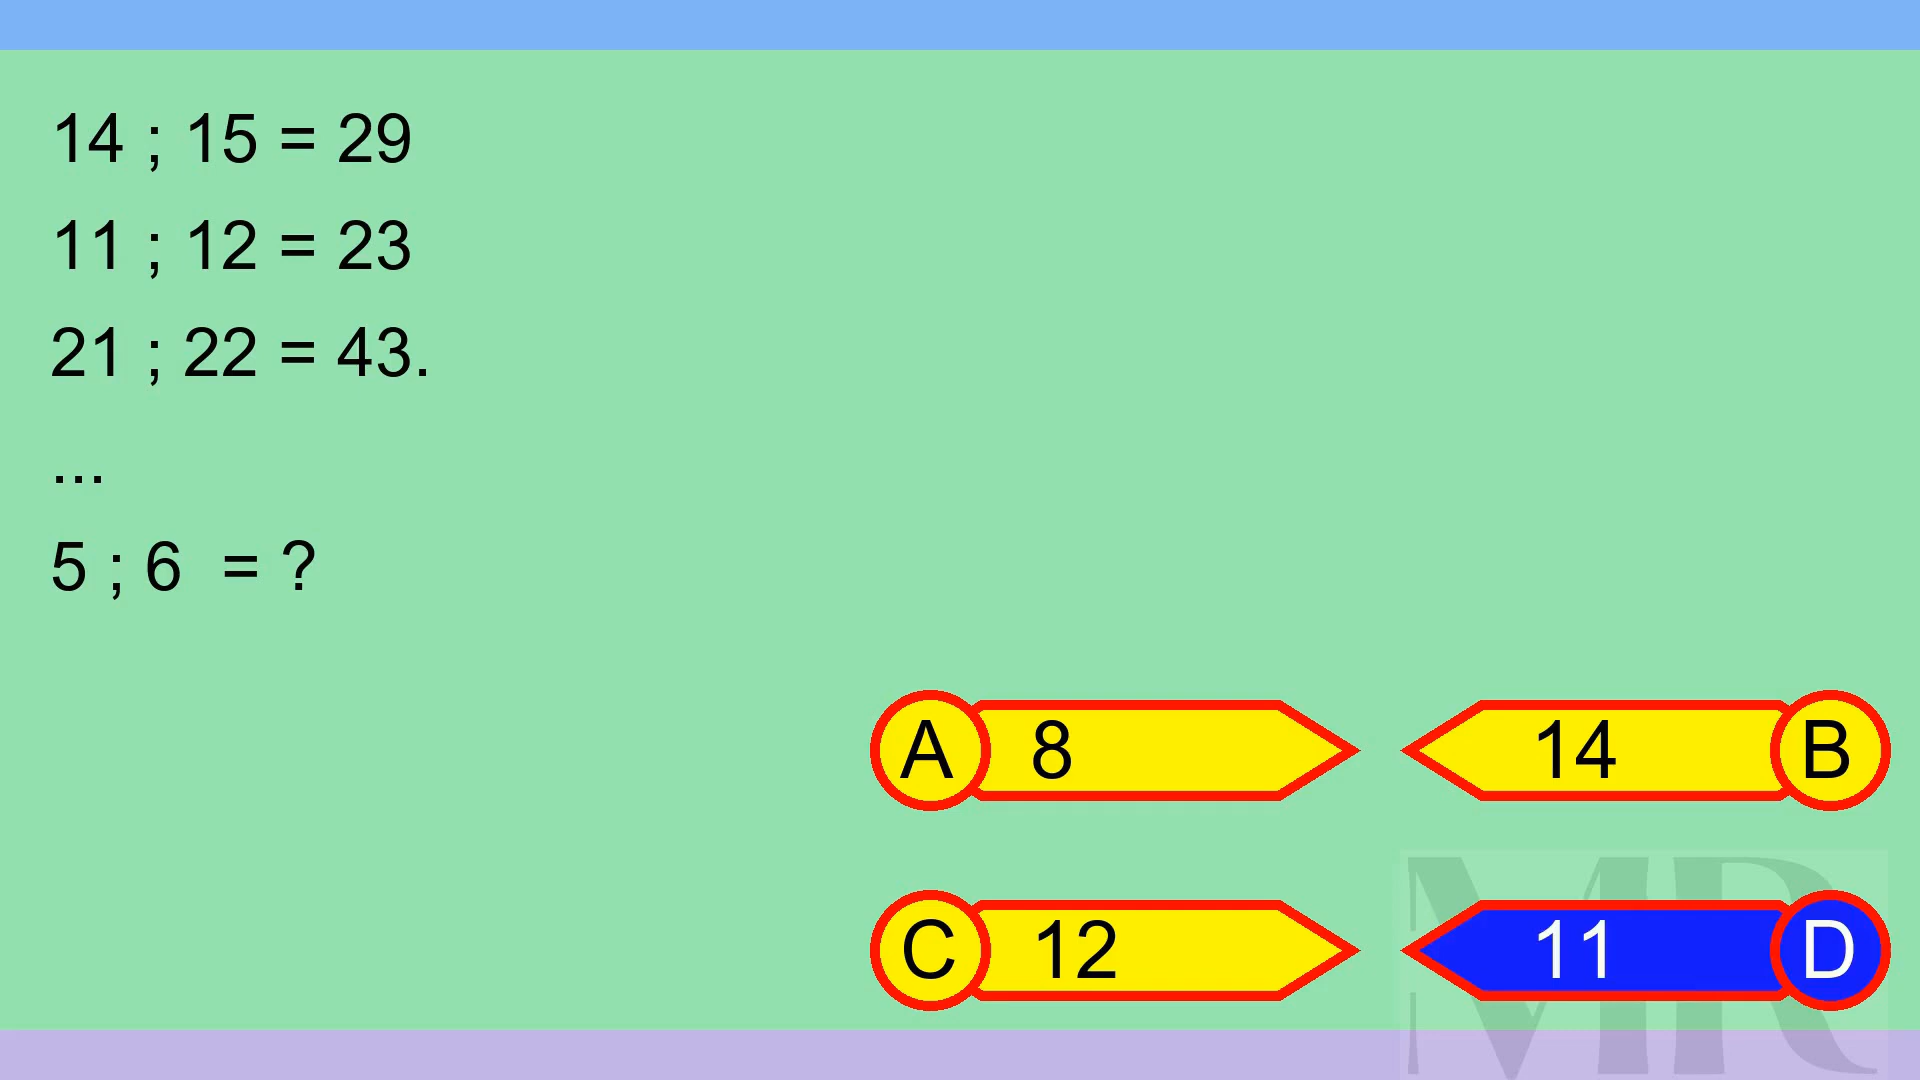 14 ; 15 = 29
11 ; 12 = 23
21 ; 22 = 43.
...
5 ; 6  = ?
A 8
14 B
C 12
11 D
MR